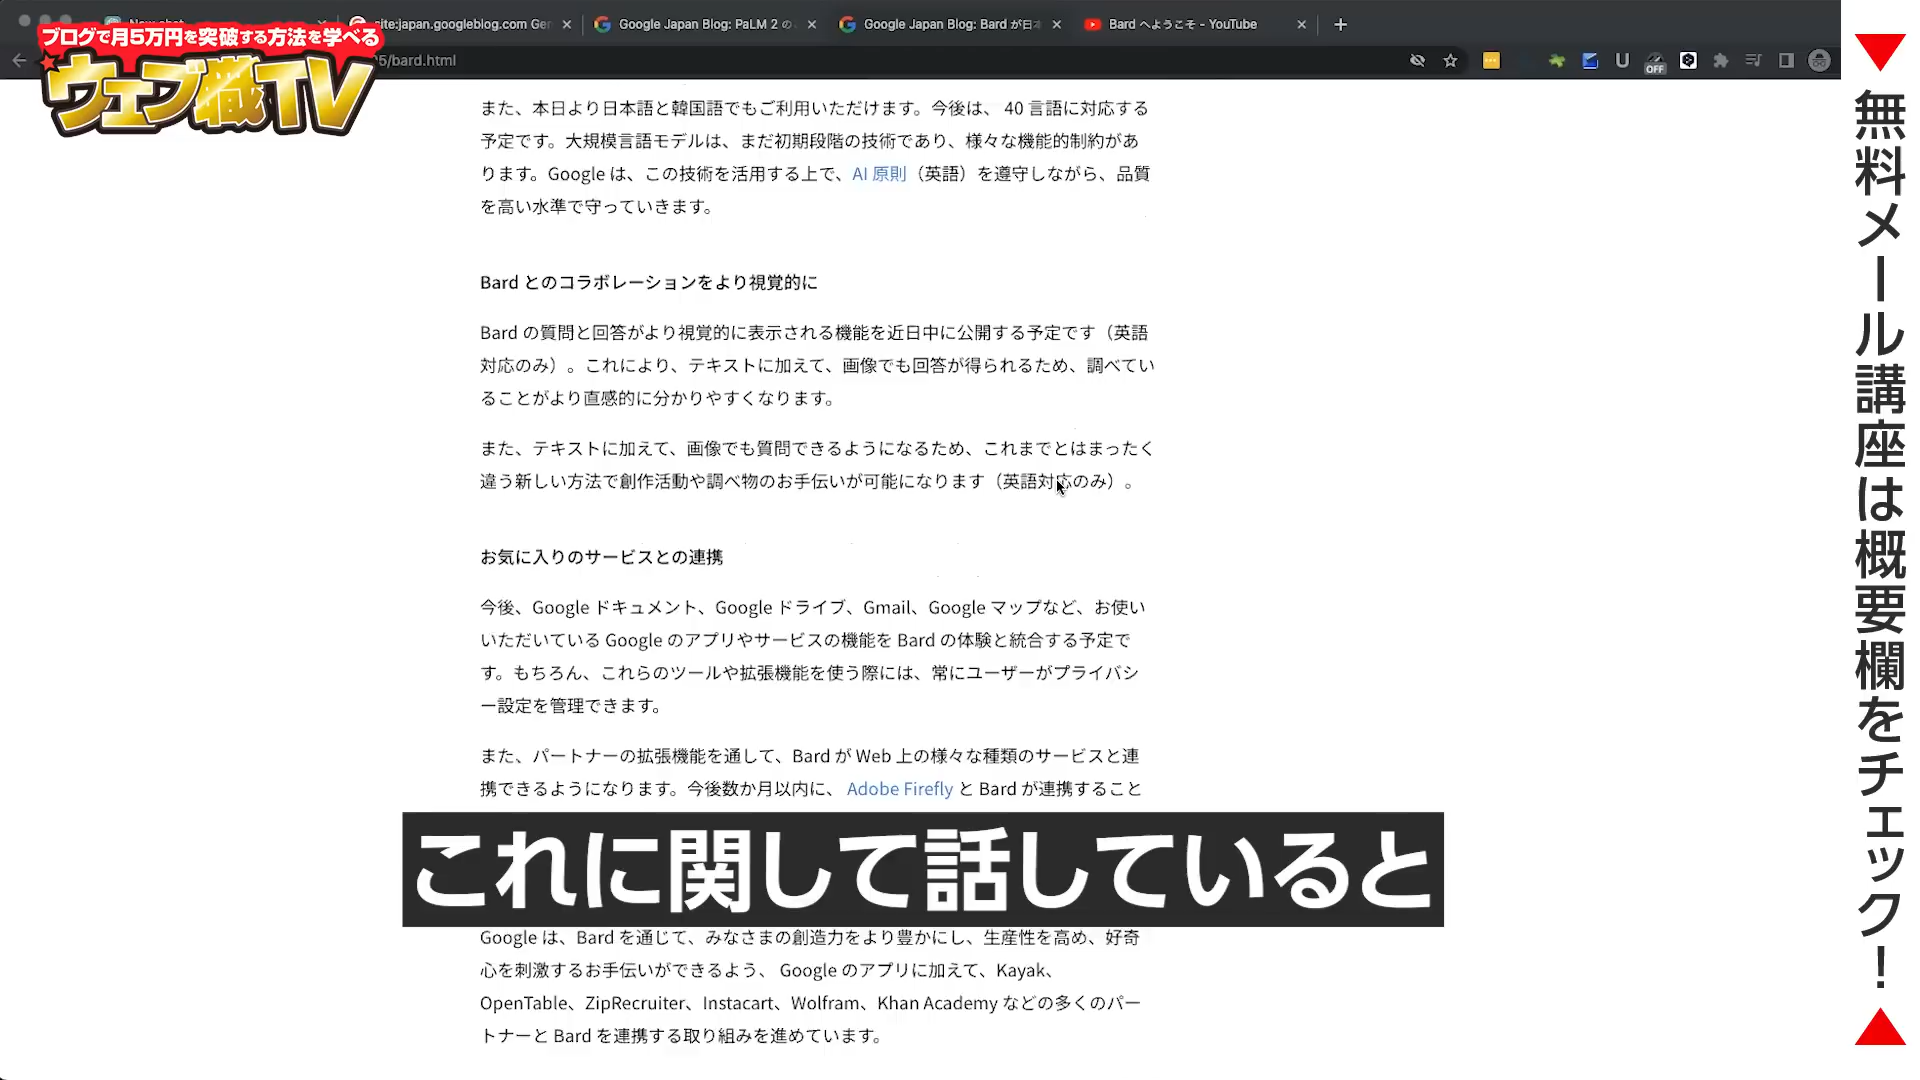 New chat
site:japan.googleblog.com Ger
Google Japan Blog: PaLM 2 の
Google Japan Blog: Bard が日本
Bard へようこそ - YouTube
ブログで月5万円を突破する方法を学べる
ウェブ職TV
5/bard.html
OFF
また、本日より日本語と韓国語でもご利用いただけます。今後は、 40 言語に対応する
予定です。大規模言語モデルは、まだ初期段階の技術であり、様々な機能的制約があ
ります。Google は、この技術を活用する上で、AI 原則（英語）を遵守しながら、品質
を高い水準で守っていきます。
Bard とのコラボレーションをより視覚的に
Bard の質問と回答がより視覚的に表示される機能を近日中に公開する予定です（英語
対応のみ）。これにより、テキストに加えて、画像でも回答が得られるため、調べてい
ることがより直感的に分かりやすくなります。
また、テキストに加えて、画像でも質問できるようになるため、これまでとはまったく
違う新しい方法で創作活動や調べ物のお手伝いが可能になります（英語対応のみ）。
お気に入りのサービスとの連携
今後、Google ドキュメント、Google ドライブ、Gmail、Google マップなど、お使い
いただいている Google のアプリやサービスの機能を Bard の体験と統合する予定で
す。もちろん、これらのツールや拡張機能を使う際には、常にユーザーがプライバシ
ー設定を管理できます。
また、パートナーの拡張機能を通して、Bard が Web 上の様々な種類のサービスと連
携できるようになります。今後数か月以内に、 Adobe Firefly と Bard が連携すること
これに関して話していると
Google は、Bard を通じて、みなさまの創造力をより豊かにし、生産性を高め、好奇
心を刺激するお手伝いができるよう、 Google のアプリに加えて、Kayak、
OpenTable、ZipRecruiter、Instacart、Wolfram、Khan Academy などの多くのパー
トナーと Bard を連携する取り組みを進めています。
無料メール講座は概要欄をチェック！